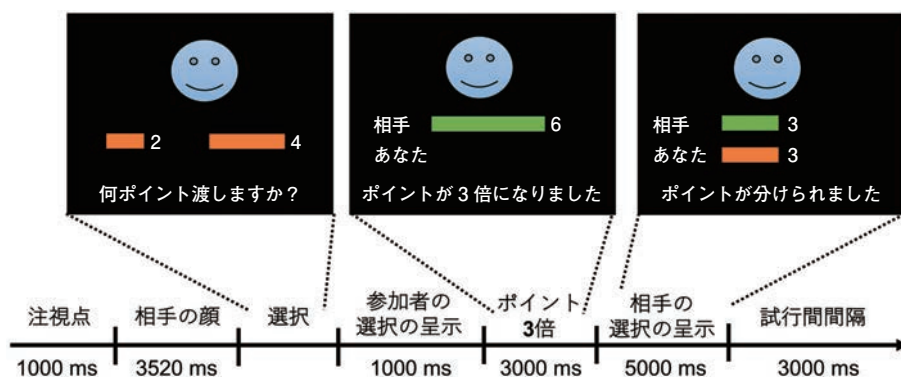 2
4
何ポイント渡しますか?
相手
6
あなた
ポイントが3倍になりました
相手
3
あなた
3
ポイントが分けられました
注視点
相手の顔
選択
参加者の
選択の呈示
ポイント
3倍
相手の
選択の呈示
試行間間隔
1000 ms
3520 ms
1000 ms
3000 ms
5000 ms
3000 ms